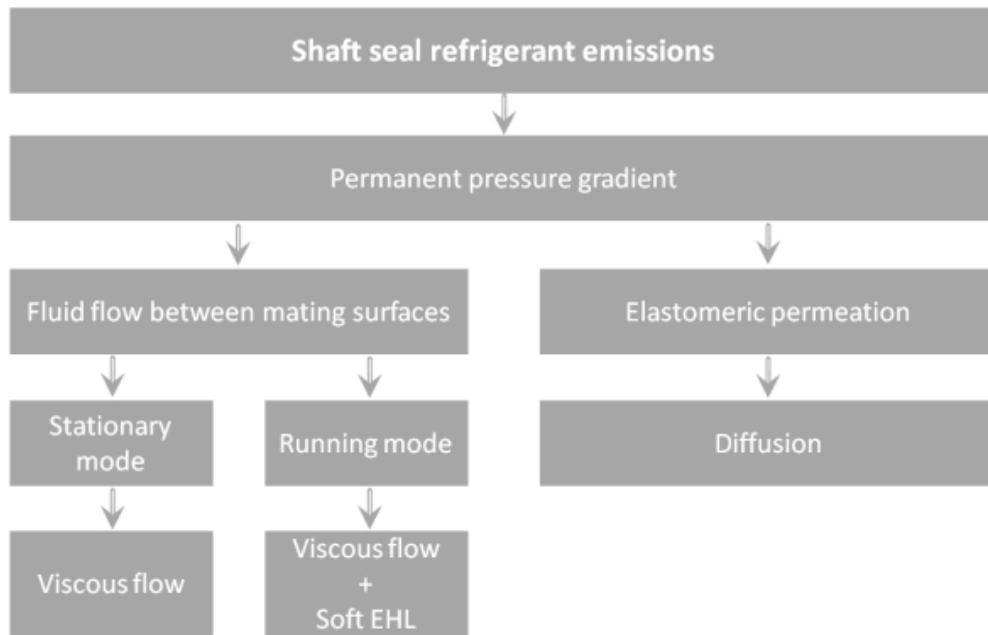 Shaft seal refrigerant emissions
Permanent pressure gradient
Fluid flow between mating surfaces
Elastomeric permeation
Stationary
mode
Running mode
Diffusion
Viscous flow
Viscous flow
+
Soft EHL